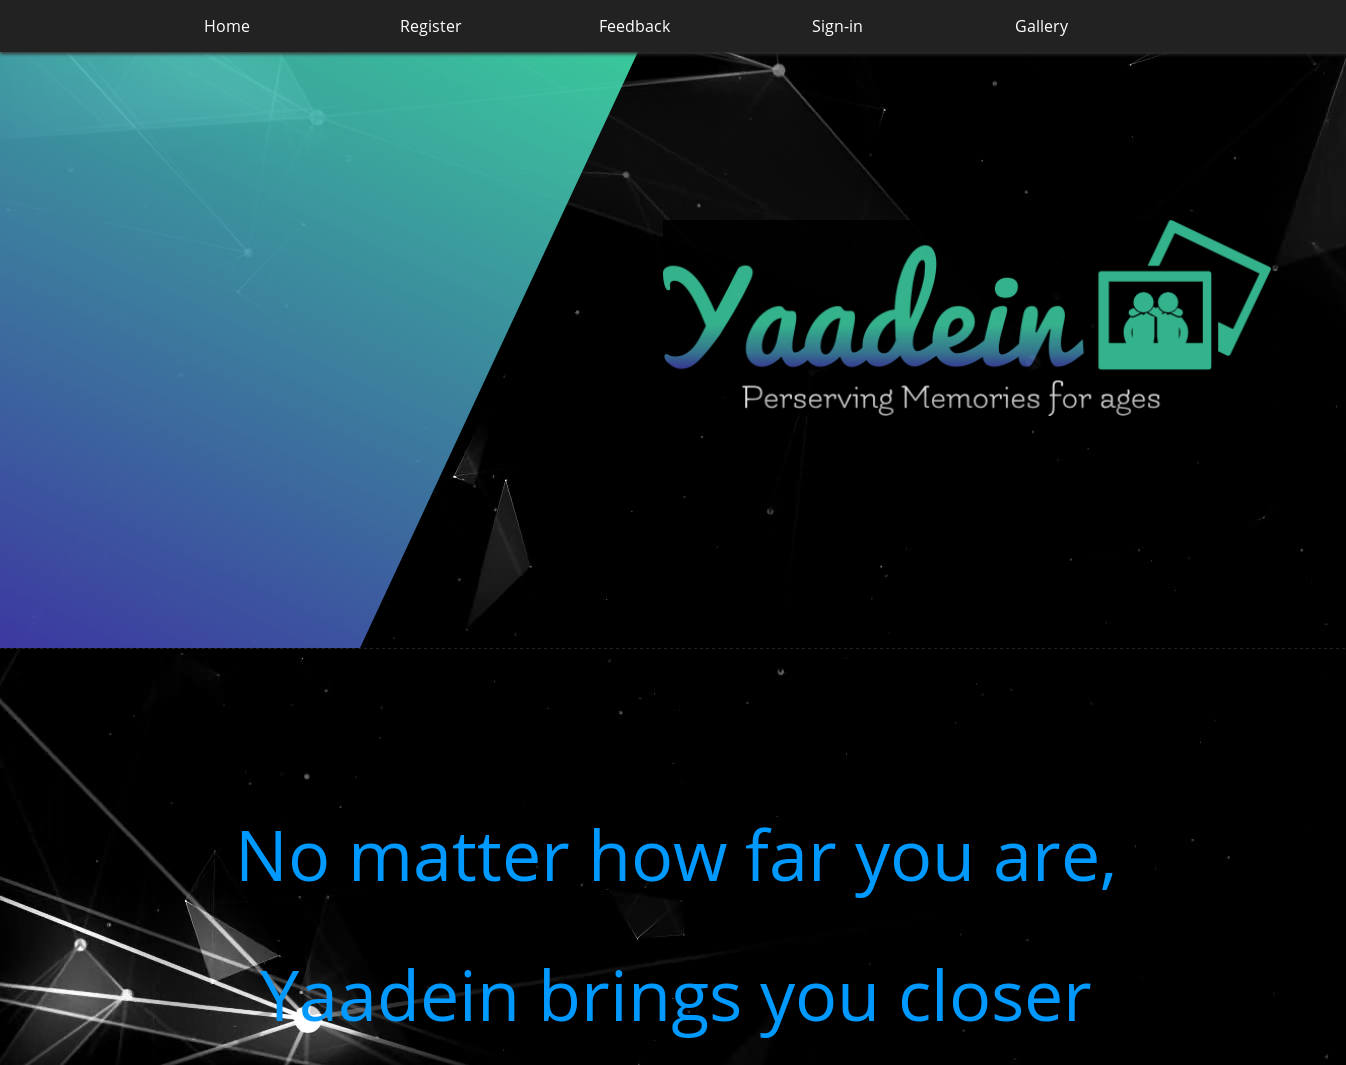 Home Register Feedback Sign-in Gallery
Yaadein
Perserving Memories for ages
No matter how far you are,
Yaadein brings you closer